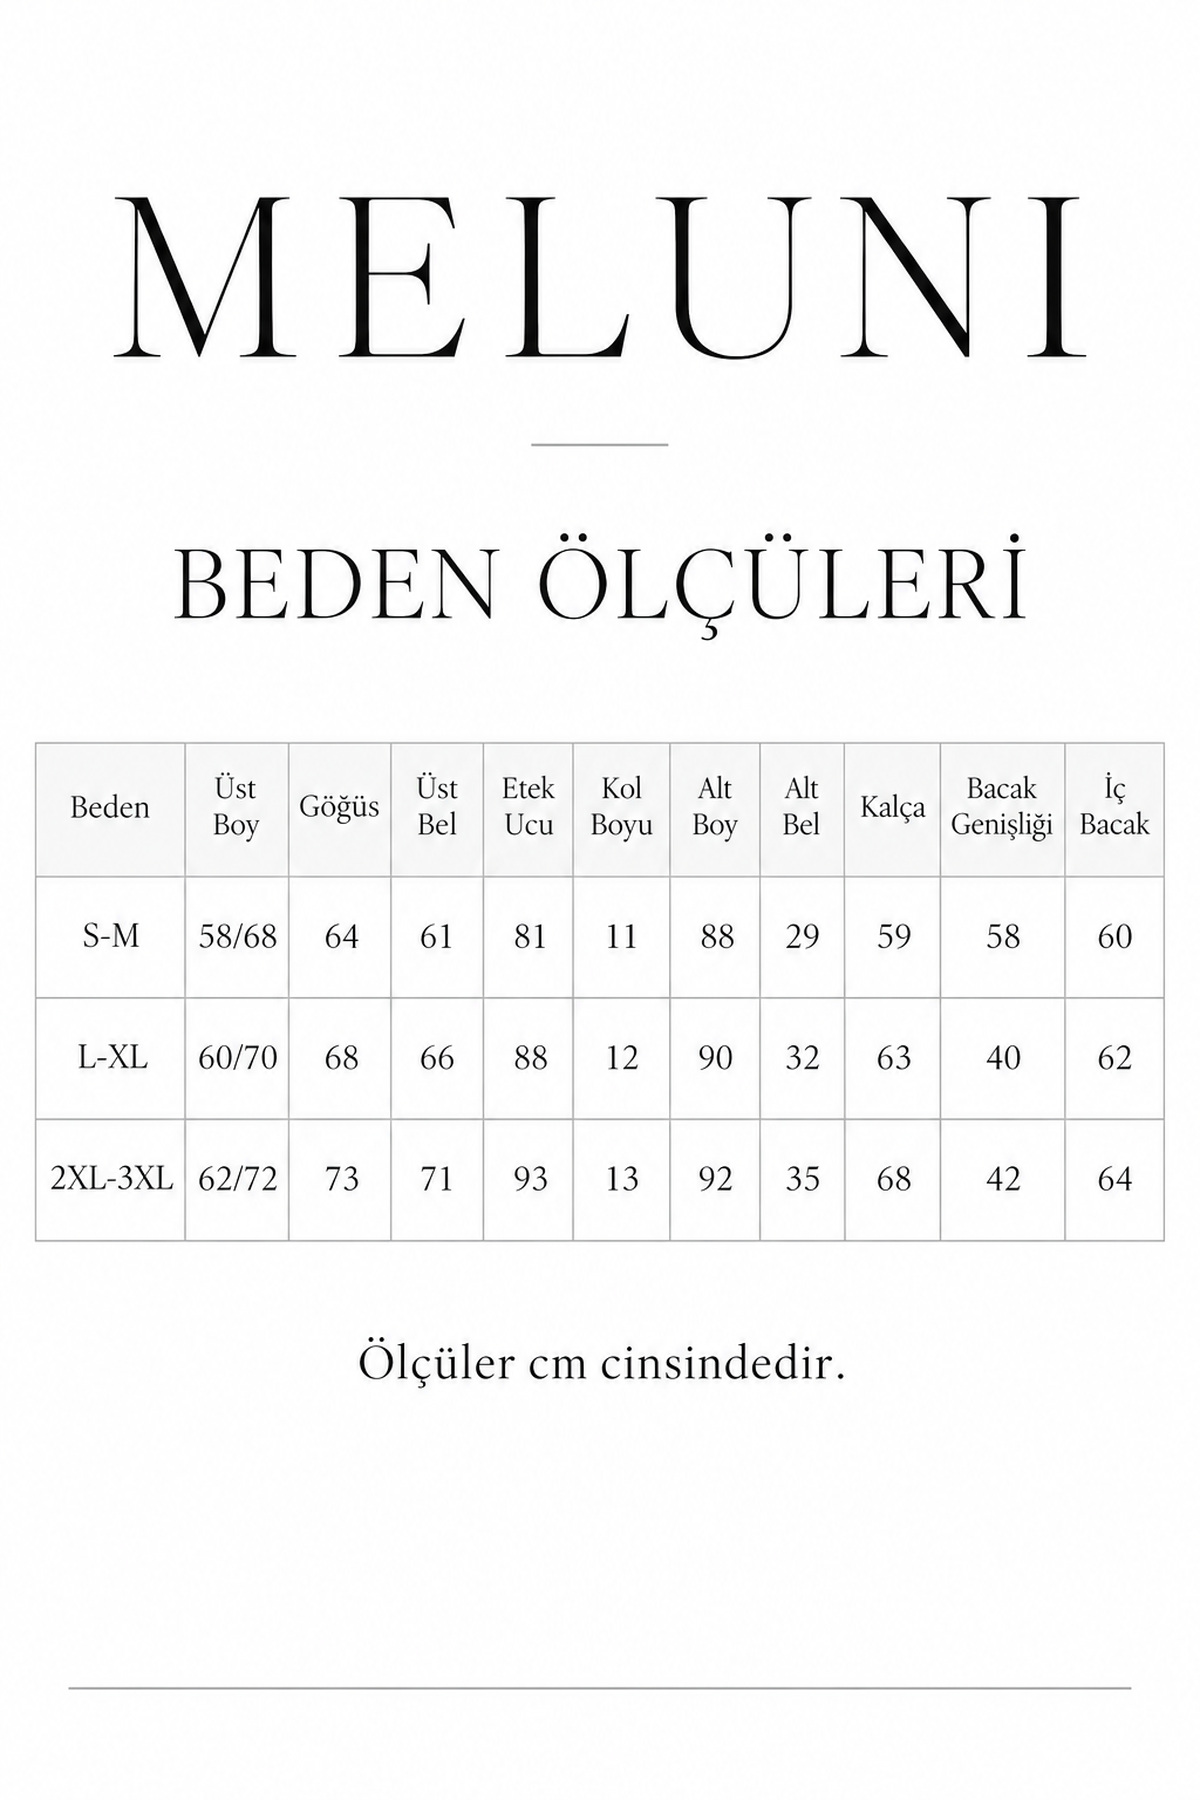 MELUNI
BEDEN ÖLÇÜLERİ
Beden Üst Boy Göğüs Üst Bel Etek Ucu Kol Boyu Alt Boy Alt Bel Kalça Bacak Genişliği İç Bacak
S-M 58/68 64 61 81 11 88 29 59 58 60
L-XL 60/70 68 66 88 12 90 32 63 40 62
2XL-3XL 62/72 73 71 93 13 92 35 68 42 64
Ölçüler cm cinsindedir.